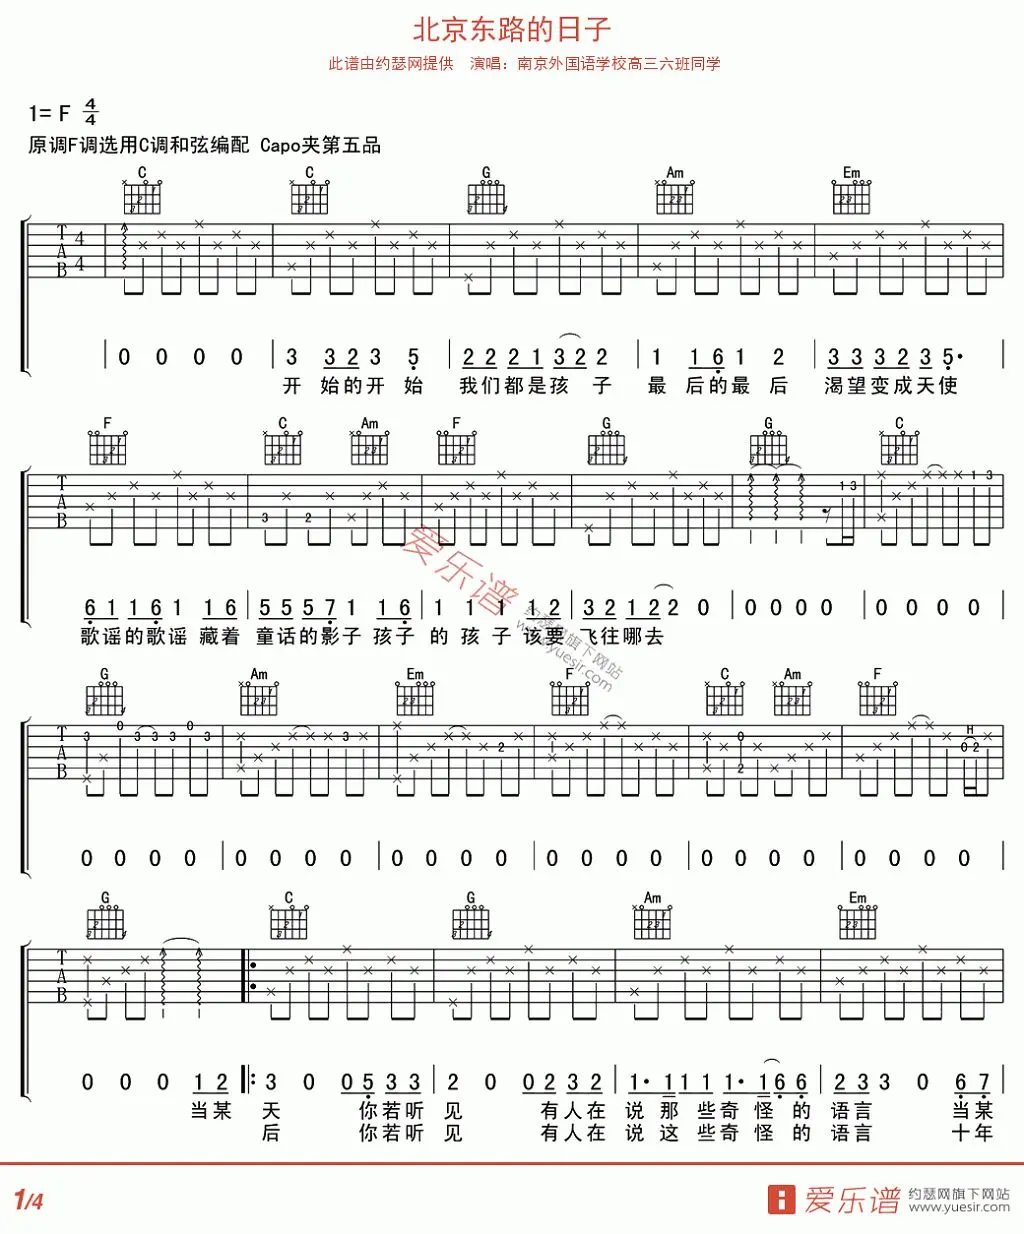 北京东路的日子
此谱由约瑟网提供 演唱：南京外国语学校高三六班同学
1= F 4/4
原调F调选用C调和弦编配 Capo夹第五品
C C G Am Em
T A B 4 4
0 0 0 0 | 3 3 2 3 5 | 2 2 2 1 3 2 2 | 1 1 6 1 2 | 3 3 3 2 3 5·
开 始的开 始 我们都是孩 子 最 后的最 后 渴望变成天使
F C Am F G G C
T A B 3 2 1 3 1 3
6 1 1 6 1 1 6 | 5 5 5 7 1 1 6 | 1 1 1 1 2 | 3 2 1 2 2 0 | 0 0 0 0 | 0 0 0 0
歌谣的歌谣 藏着 童话的影子 孩子 的 孩 子 该要 飞往哪去
爱乐谱
约瑟网旗下网站
www.yuesir.com
G Am Em F C Am F
T A B 3 0 3 3 3 0 3 3 2 0 2 H 0 2
0 0 0 0 | 0 0 0 0 | 0 0 0 0 | 0 0 0 0 | 0 0 0 0 | 0 0 0 0
G C G Am Em
T A B
0 0 0 1 2 | 3 0 0 5 3 3 | 2 0 0 2 3 2 | 1· 1 1 1 1· 1 6 6 | 2 3 3 0 6 7
当某 天 你若听 见 有人在 说 那 些奇 怪 的 语言 当某
后 你若听 见 有人在 说 这 些奇 怪 的 语言 十年
1/4
爱乐谱 约瑟网旗下网站
www.yuesir.com